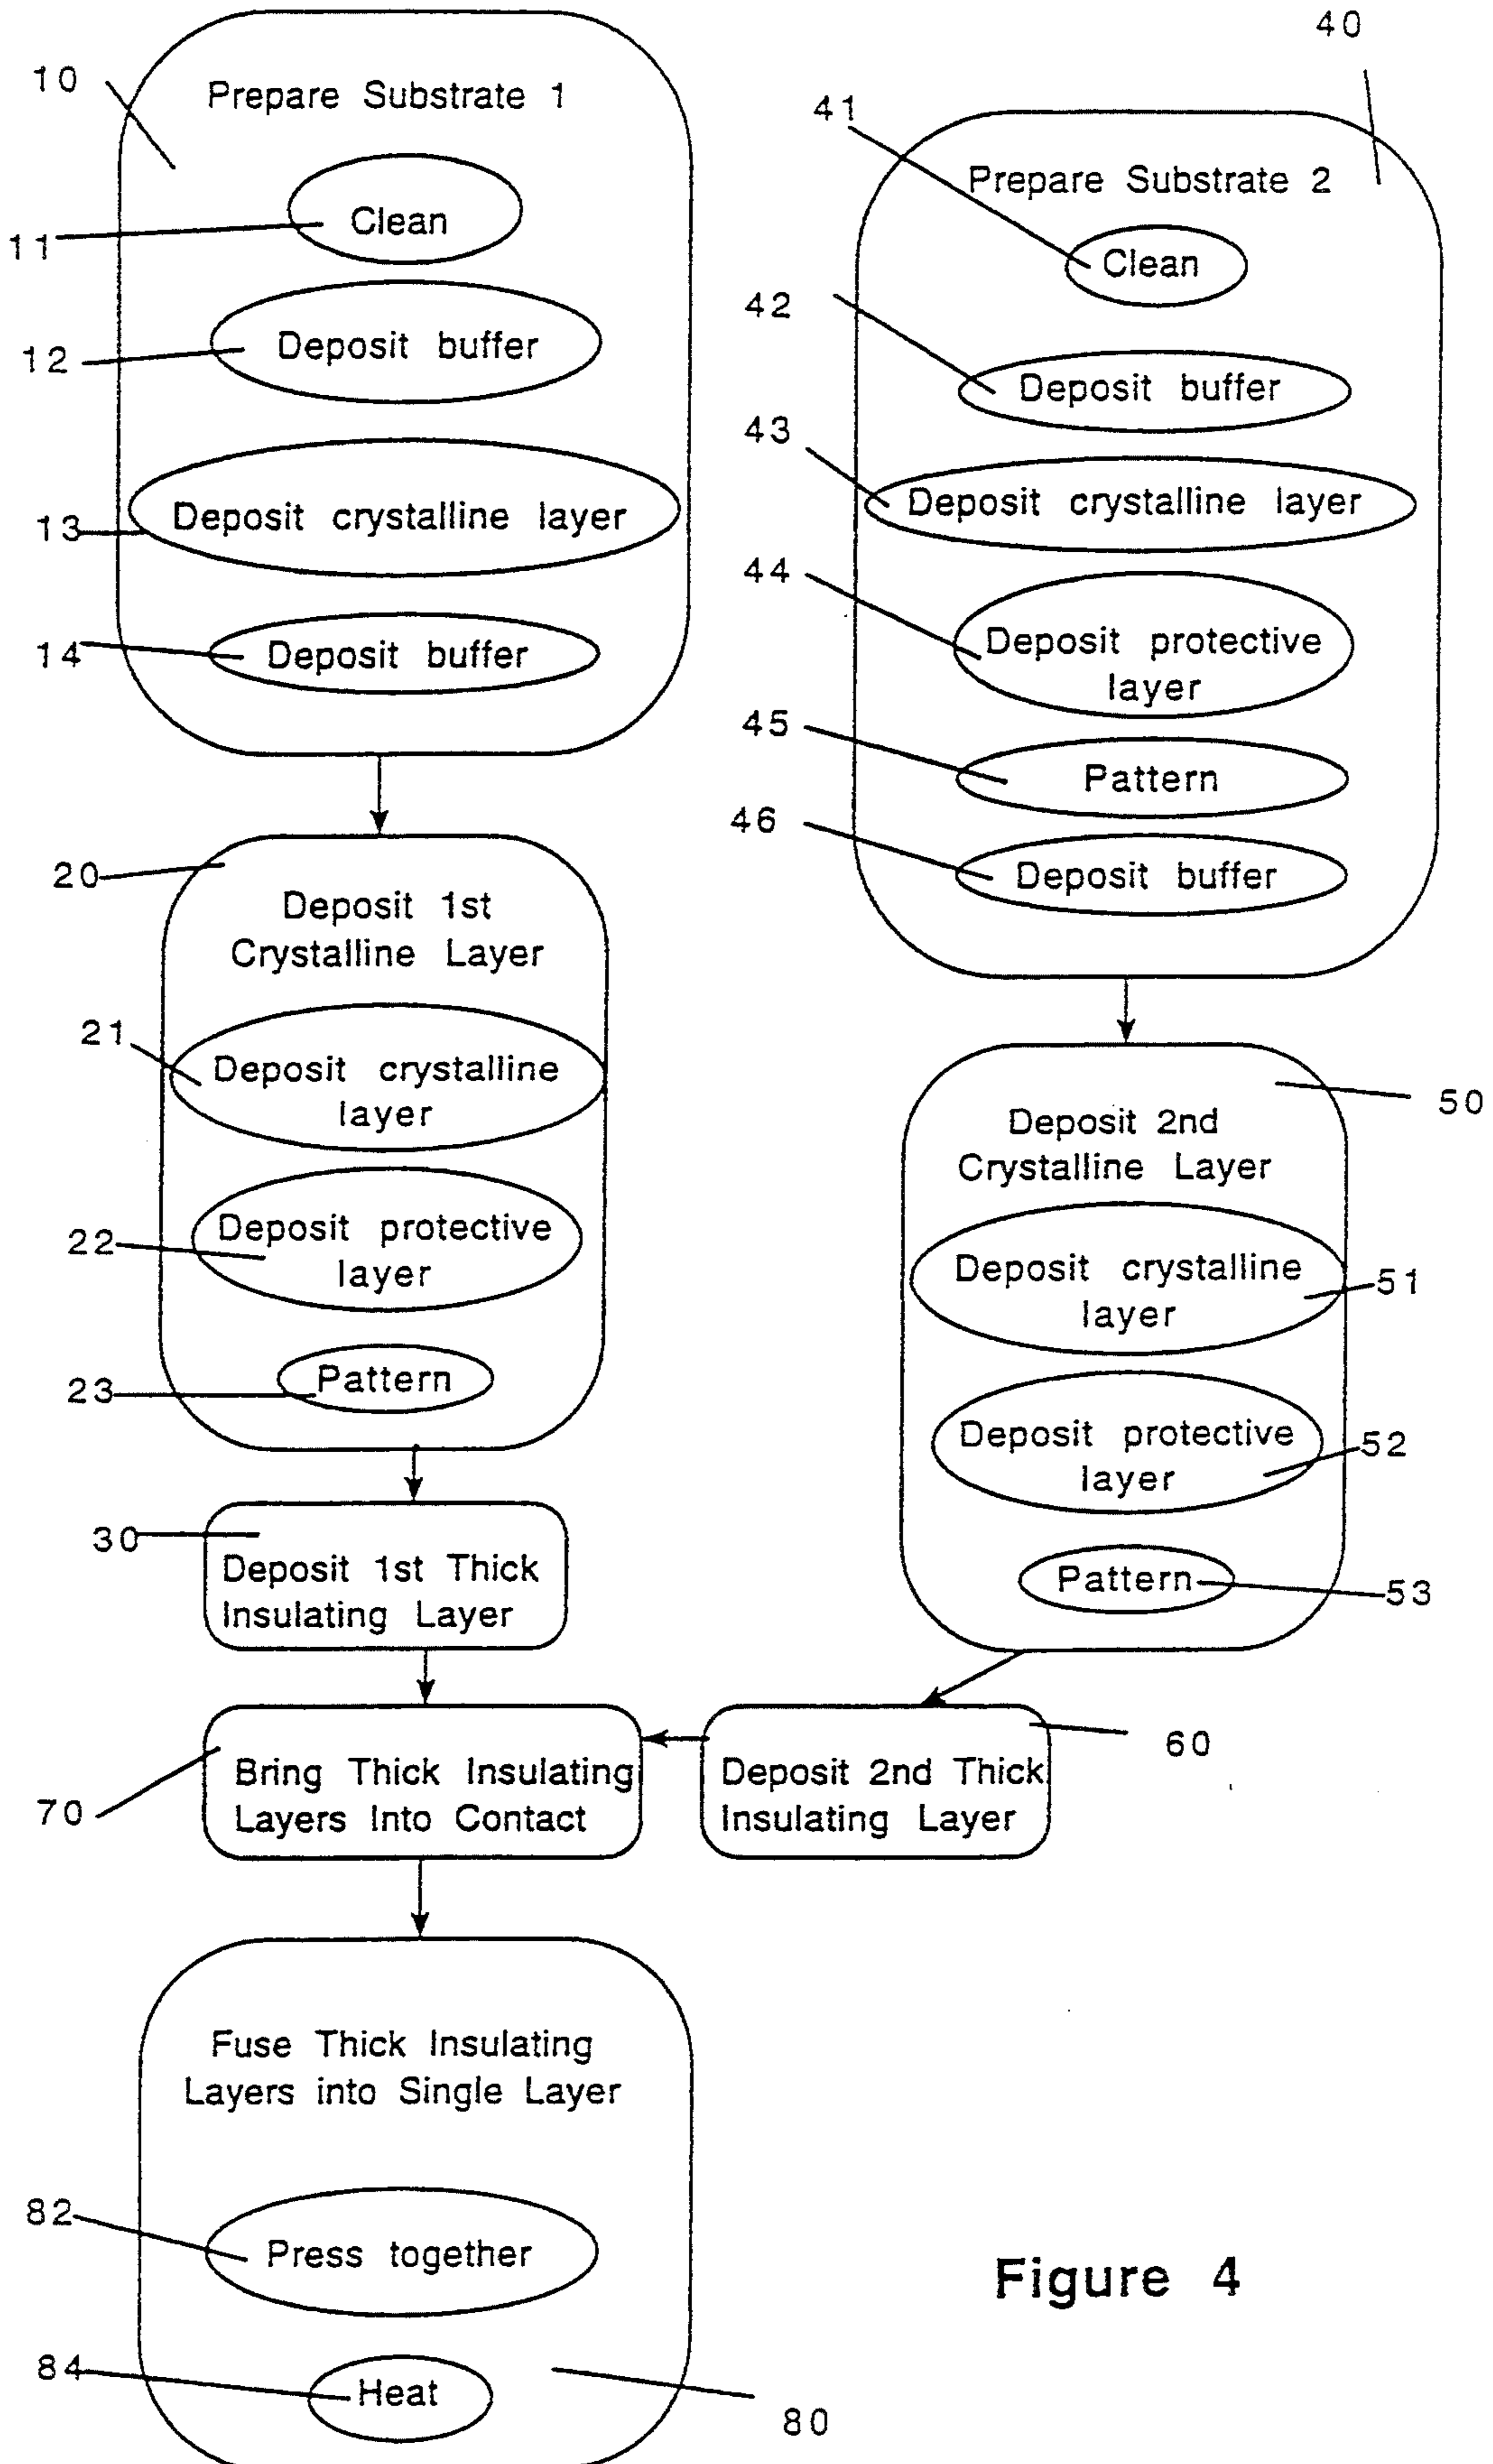 10
Prepare Substrate 1
11
Clean
12
Deposit buffer
13
Deposit crystalline layer
14
Deposit buffer
20
Deposit 1st
Crystalline Layer
21
Deposit crystalline
layer
22
Deposit protective
layer
23
Pattern
30
Deposit 1st Thick
Insulating Layer
40
Prepare Substrate 2
41
Clean
42
Deposit buffer
43
Deposit crystalline layer
44
Deposit protective
layer
45
Pattern
46
Deposit buffer
50
Deposit 2nd
Crystalline Layer
Deposit crystalline
layer
51
Deposit protective
layer
52
Pattern
53
60
Deposit 2nd Thick
Insulating Layer
70
Bring Thick Insulating
Layers Into Contact
Fuse Thick Insulating
Layers into Single Layer
82
Press together
84
Heat
80
Figure 4